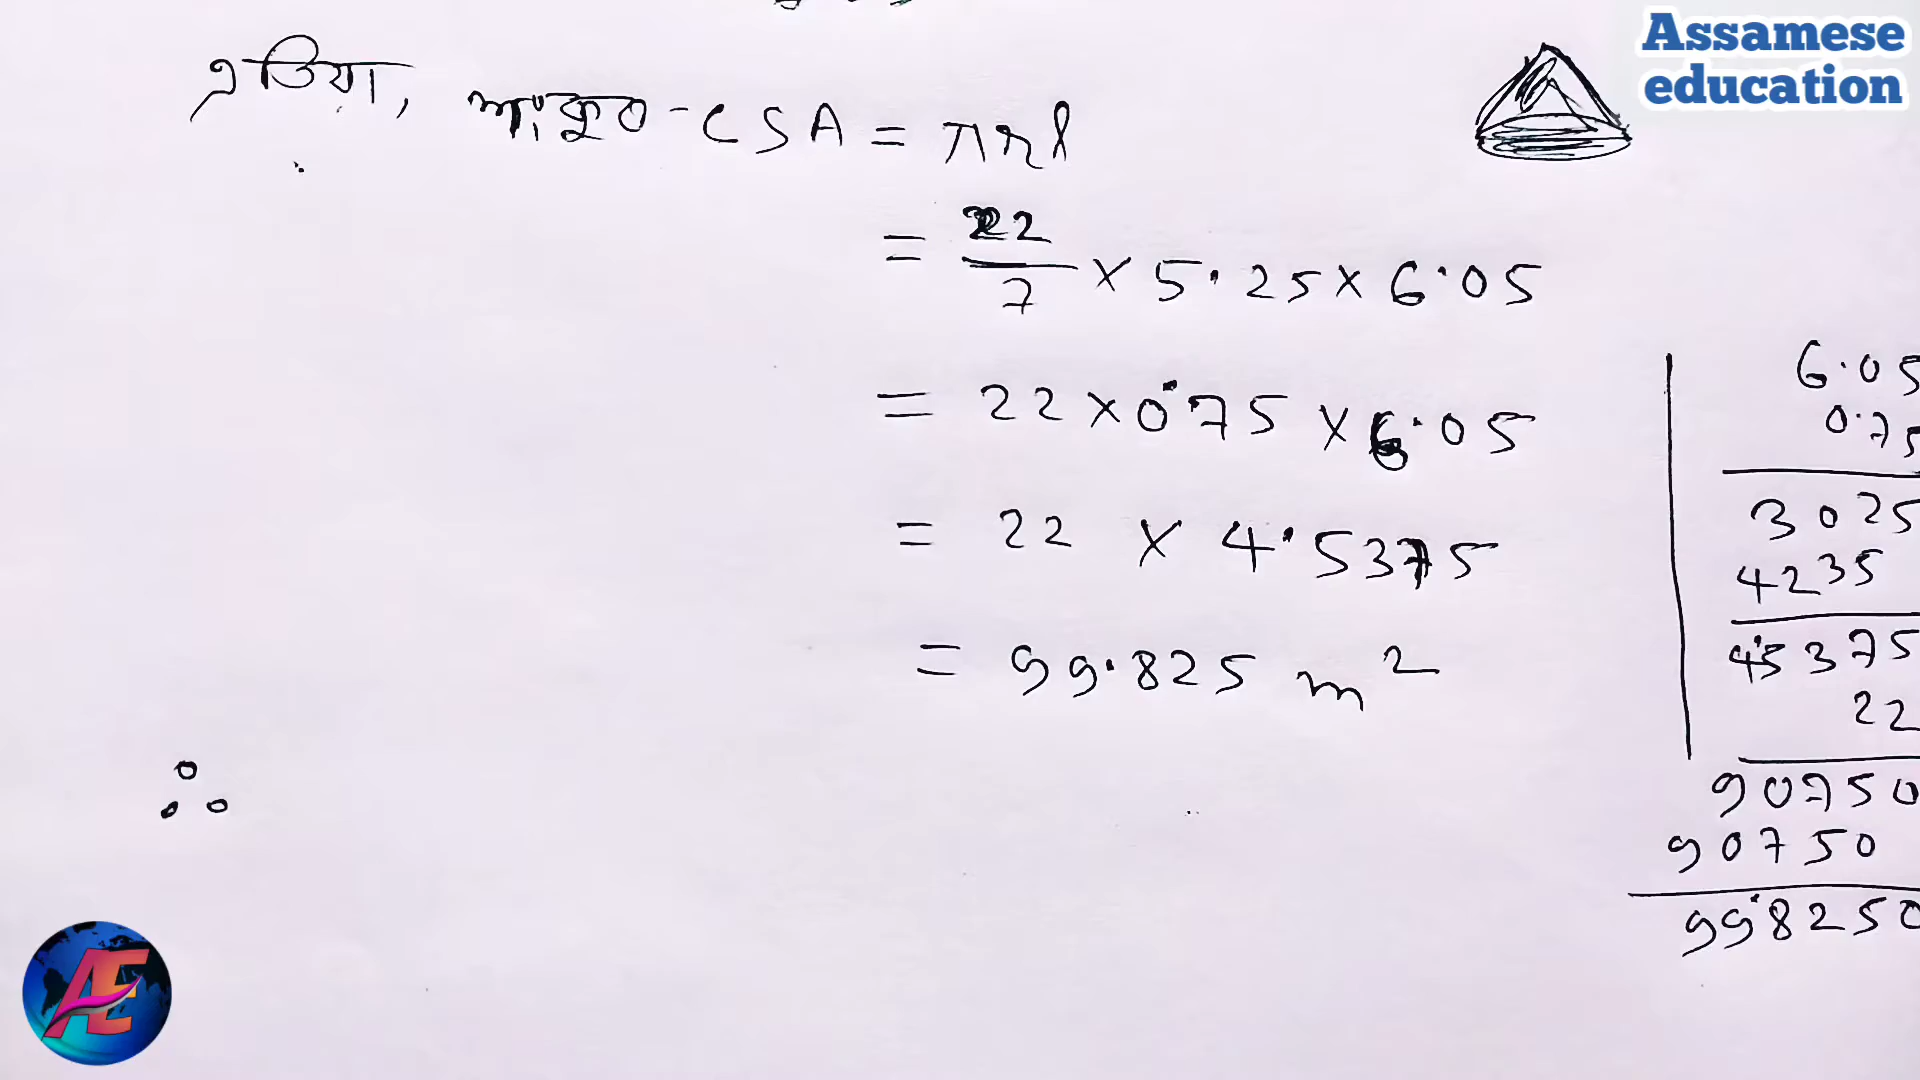 Assamese
education
এতিয়া, শংকুৰ - CSA = πrl
= 22/7 × 5.25 × 6.05
= 22 × 0.75 × 6.05
= 22 × 4.5375
= 99.825 m²
∴
6.05
0.75
3025
4235
4.5375
22
90750
90750
99.8250
AE